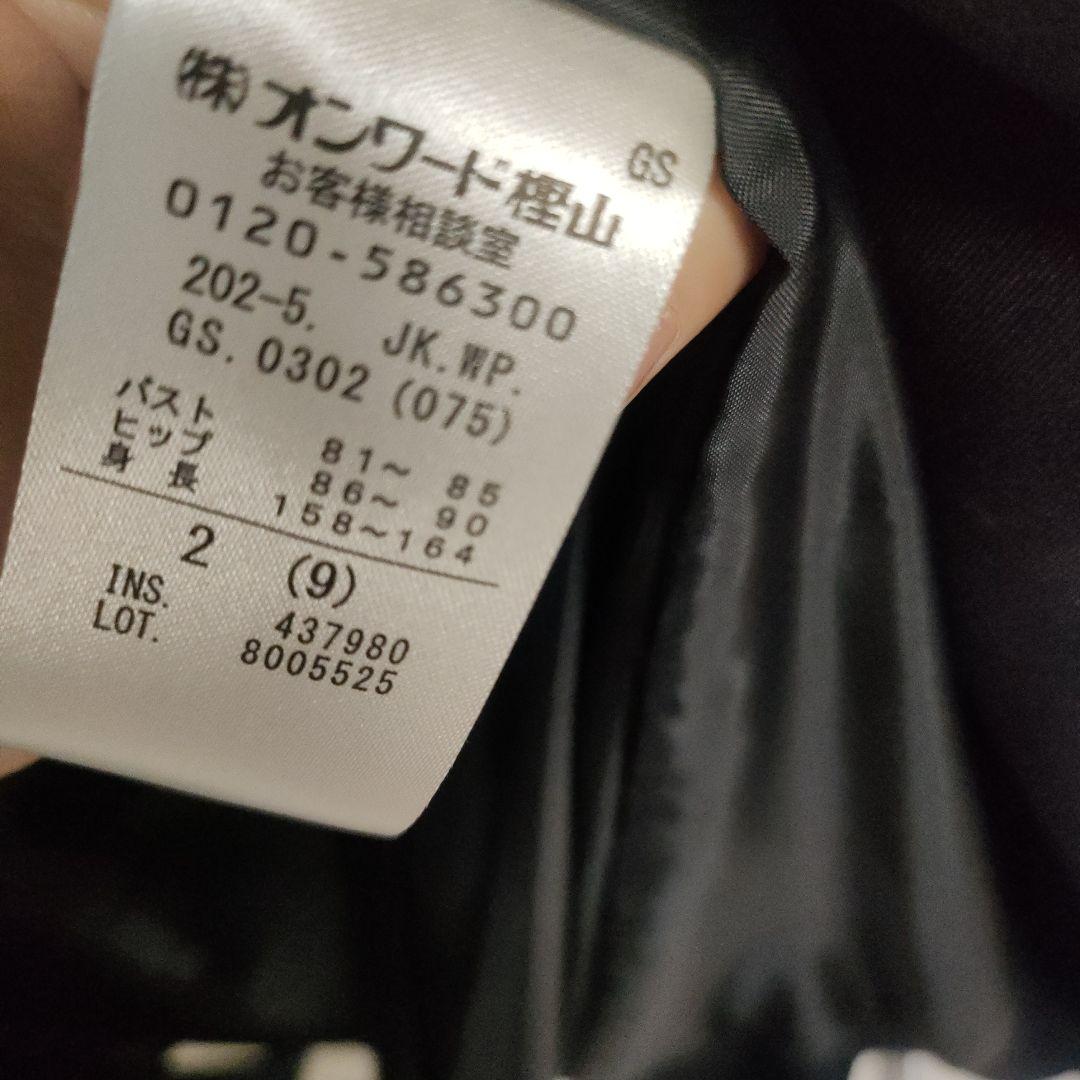 GS
(株)オンワード樫山
お客様相談室
0120-586300
202-5. JK.WP.
GS.0302(075)
バスト 81～ 85
ヒップ 86～ 90
身長 158～164
2 (9)
INS. 437980
LOT. 8005525